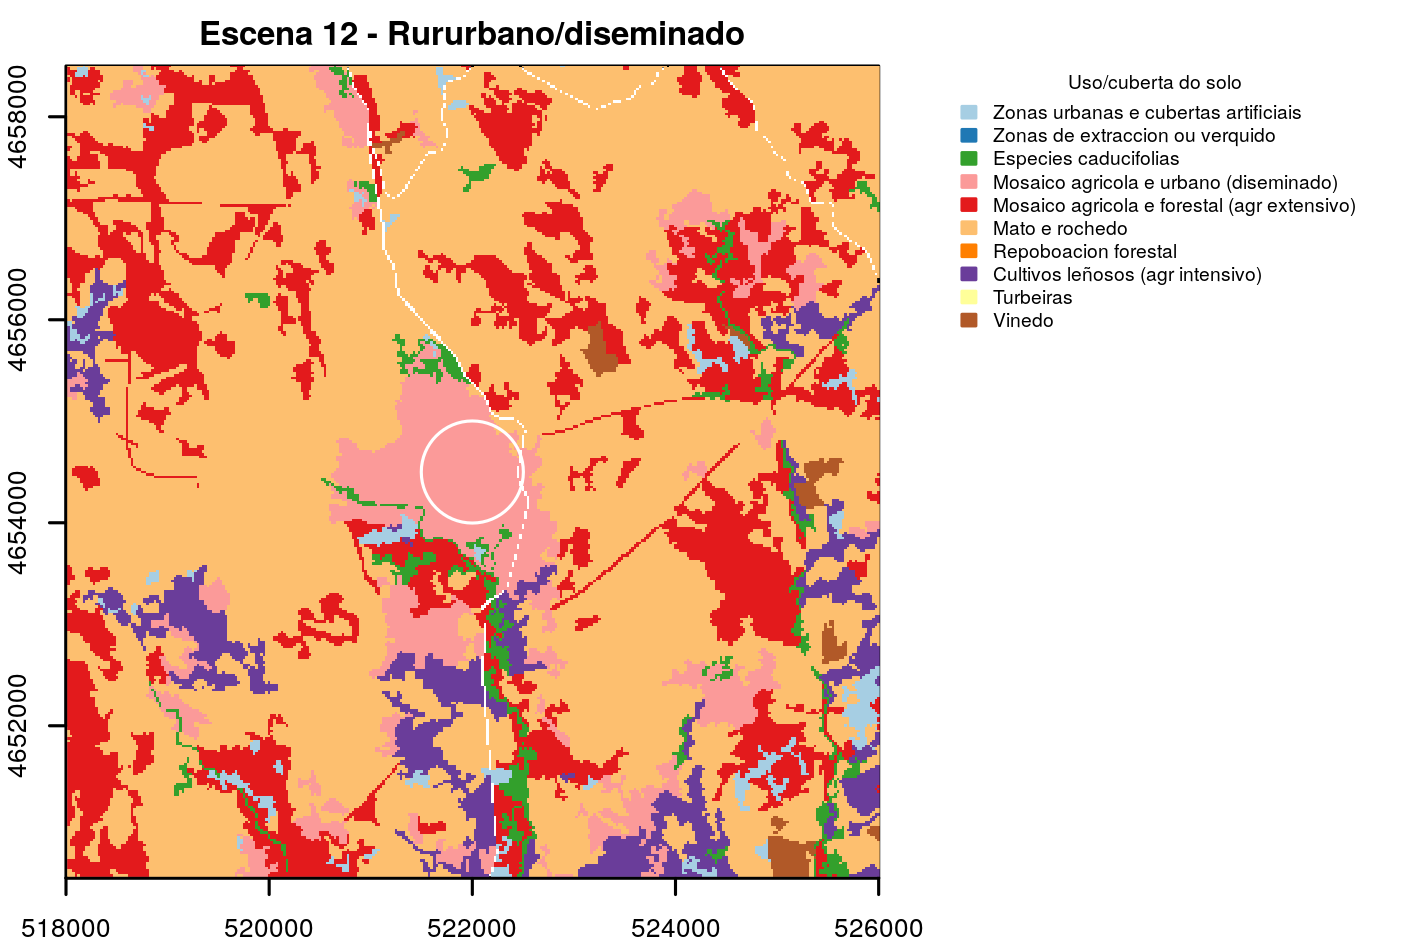 Escena 12 - Rururbano/diseminado
Uso/cuberta do solo
Zonas urbanas e cubertas artificiais
Zonas de extraccion ou verquido
Especies caducifolias
Mosaico agricola e urbano (diseminado)
Mosaico agricola e forestal (agr extensivo)
Mato e rochedo
Repoboacion forestal
Cultivos leñosos (agr intensivo)
Turbeiras
Vinedo
4658000
4656000
4654000
4652000
518000
520000
522000
524000
526000